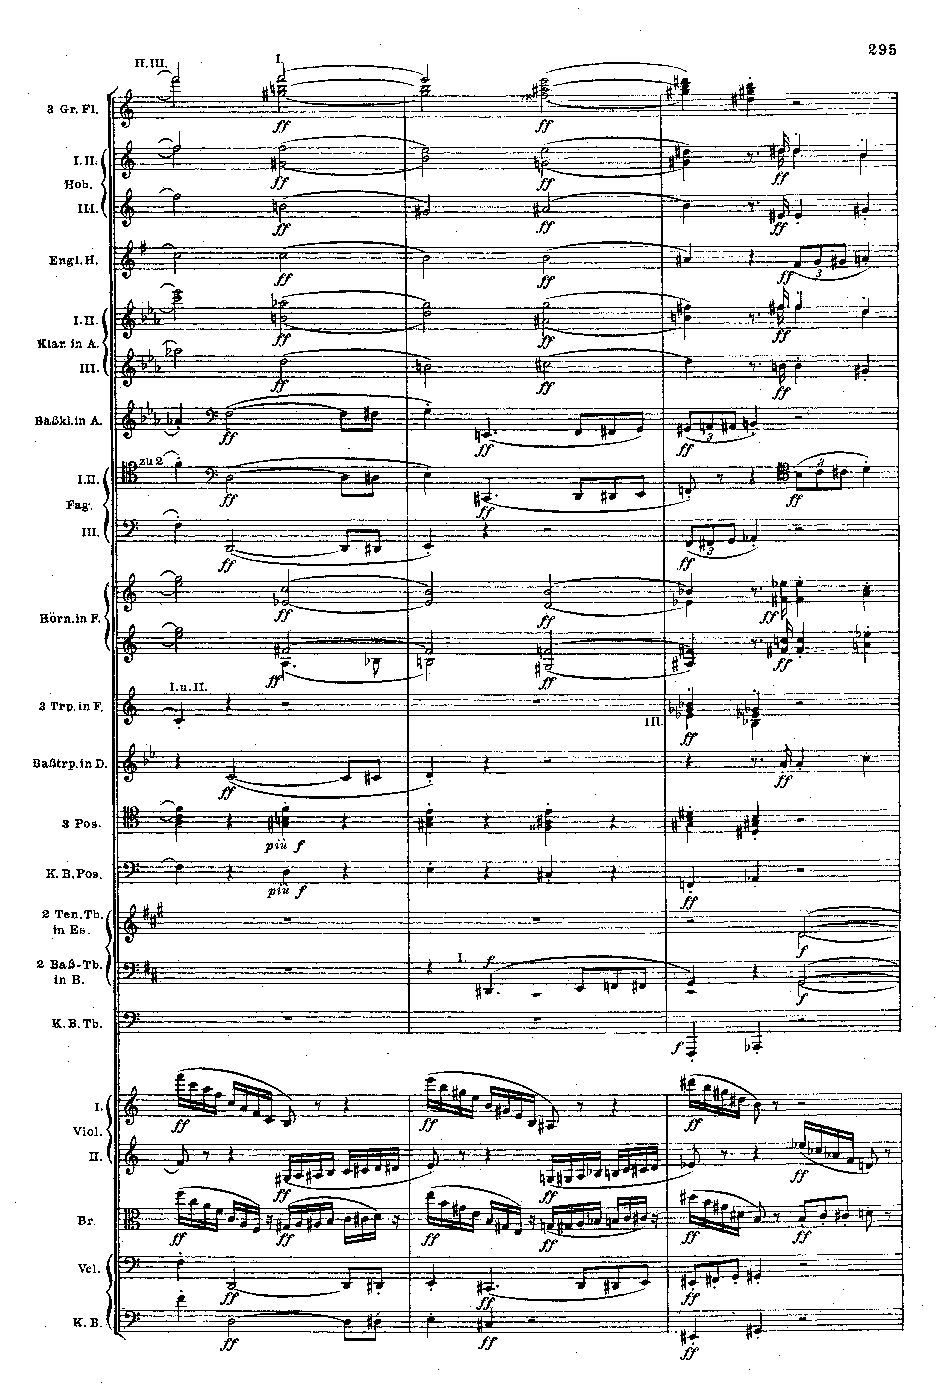 295
II. III.
I.
3 Gr. Fl.
ff
ff
I. II.
Hob.
ff
ff
ff
III.
ff
ff
ff
Engl. H.
ff
ff
ff
3
I. II.
Klar. in A.
ff
ff
ff
III.
ff
ff
ff
Baßkl. in A.
ff
ff
ff
3
zu 2
I. II.
Fag.
ff
ff
ff
3
III.
ff
ff
3
Hörn. in F.
ff
ff
ff
ff
ff
ff
I. u. II.
3 Trp. in F.
III.
ff
Baßtrp. in D.
ff
ff
3 Pos.
più f
K. B. Pos.
più f
f
2 Ten. Tb.
in Es.
f
2 Baß-Tb.
in B.
I.
f
f
K. B. Tb.
f
I.
Viol.
ff
ff
ff
II.
ff
ff
ff
Br.
ff
ff
ff
ff
ff
ff
Vcl.
ff
ff
ff
K. B.
ff
ff
ff